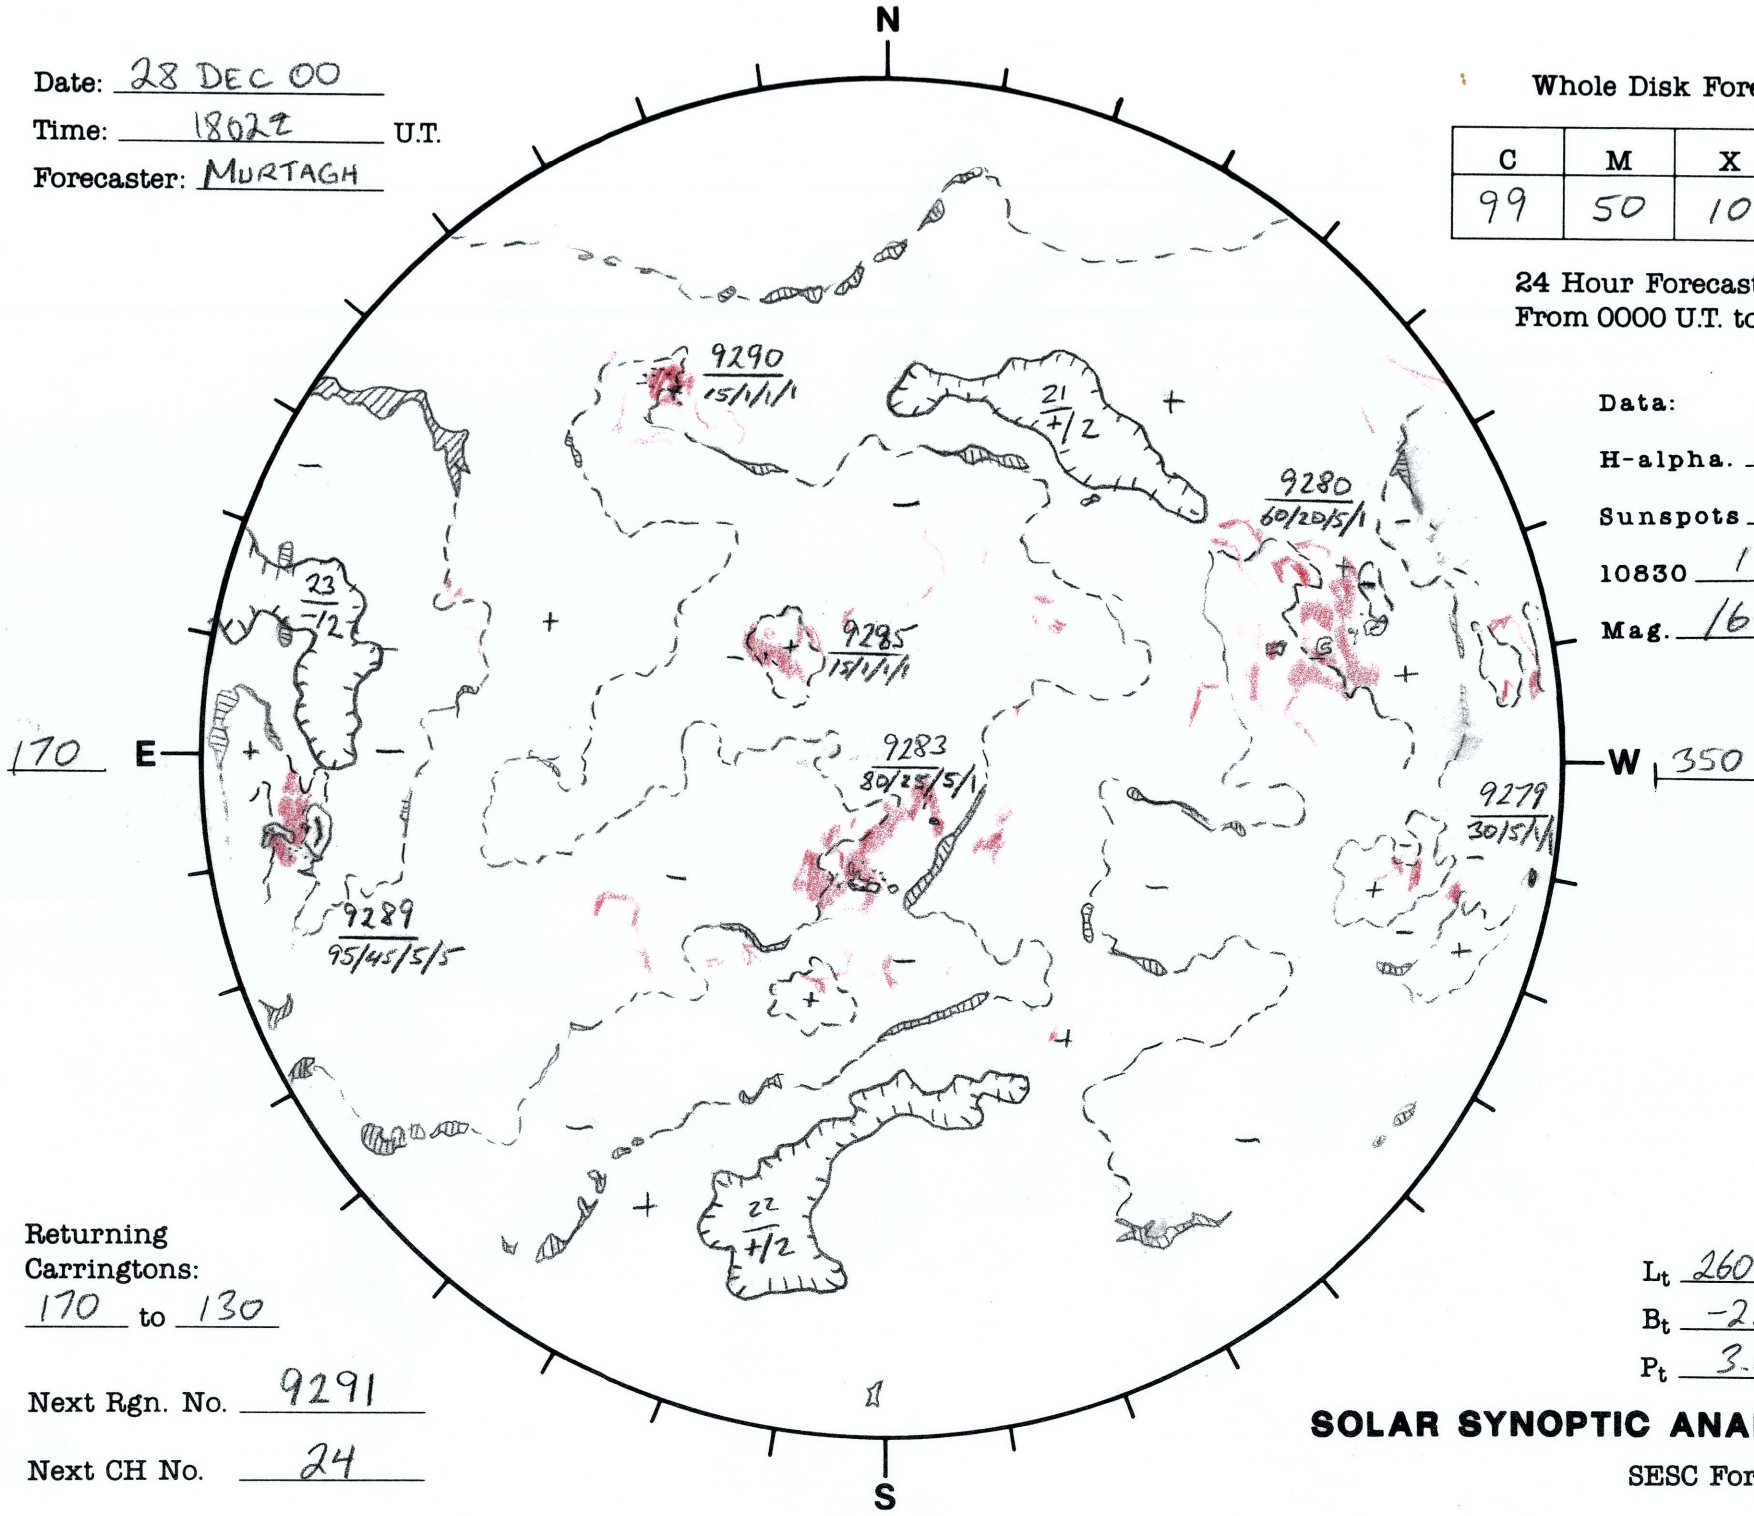 N
Date: 28 DEC 00
Time: 1802Z U.T.
Forecaster: MURTAGH
Whole Disk Fore
C M X
99 50 10
24 Hour Forecast
From 0000 U.T. to
Data:
H-alpha.
Sunspots
10830 1
Mag. 16
9290
15/1/1/1
21
+/2
+
-
9280
60/20/5/1
-
+
23
-/2
+
+
-
9285
15/1/1/1
+
170 E
+
-
9283
80/25/5/1
W 350
9279
30/5/1/1
-
-
-
+
9289
95/45/5/5
-
-
+
+
+
-
-
+
22
+/2
Returning
Carringtons:
170 to 130
Next Rgn. No. 9291
Next CH No. 24
Lt 260
Bt -2.
Pt 3.
SOLAR SYNOPTIC ANA
SESC For
S